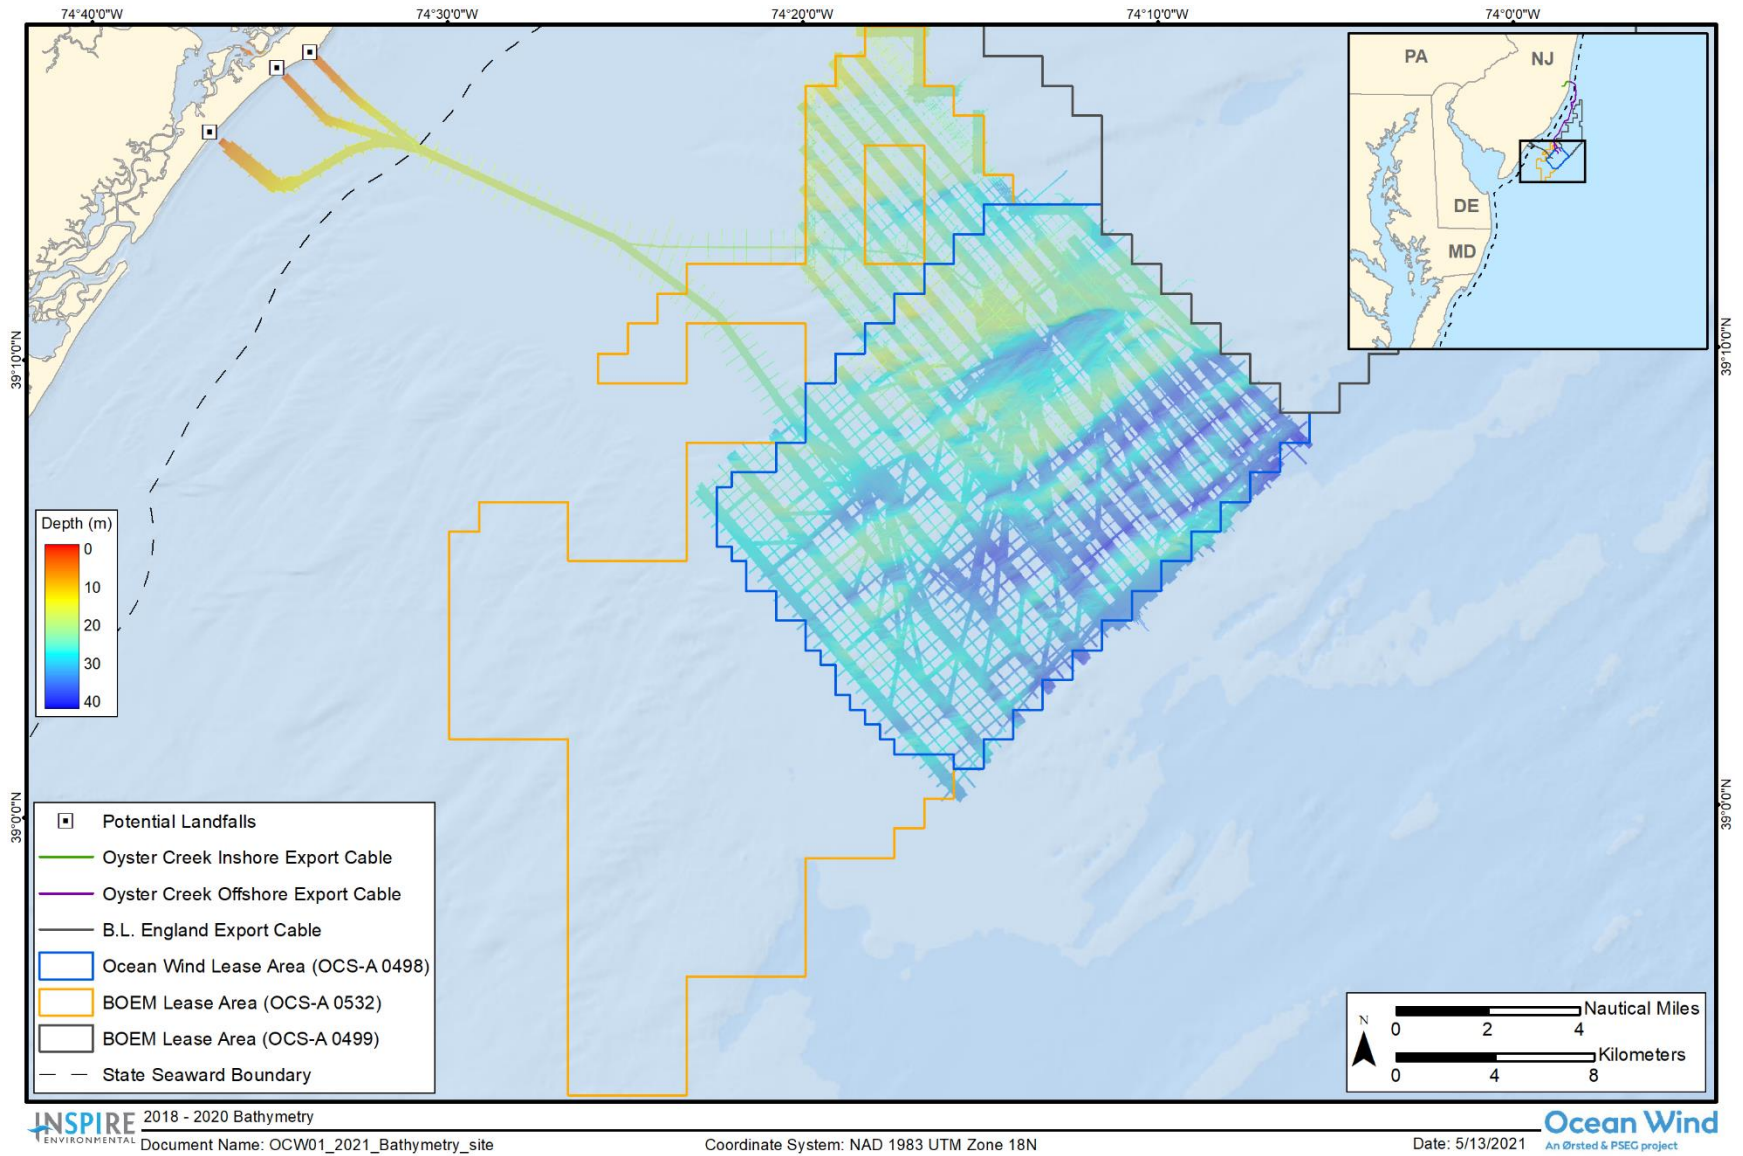 74°40'0"W 74°30'0"W 74°20'0"W 74°10'0"W 74°0'0"W
PA
NJ
DE
MD
39°10'0"N
39°10'0"N
Depth (m)
0
10
20
30
40
39°0'0"N
39°0'0"N
Potential Landfalls
Oyster Creek Inshore Export Cable
Oyster Creek Offshore Export Cable
B.L. England Export Cable
Ocean Wind Lease Area (OCS-A 0498)
BOEM Lease Area (OCS-A 0532)
BOEM Lease Area (OCS-A 0499)
State Seaward Boundary
N
Nautical Miles
0 2 4
Kilometers
0 4 8
INSPIRE
ENVIRONMENTAL
2018 - 2020 Bathymetry
Document Name: OCW01_2021_Bathymetry_site
Coordinate System: NAD 1983 UTM Zone 18N
Date: 5/13/2021
Ocean Wind
An Ørsted & PSEG project